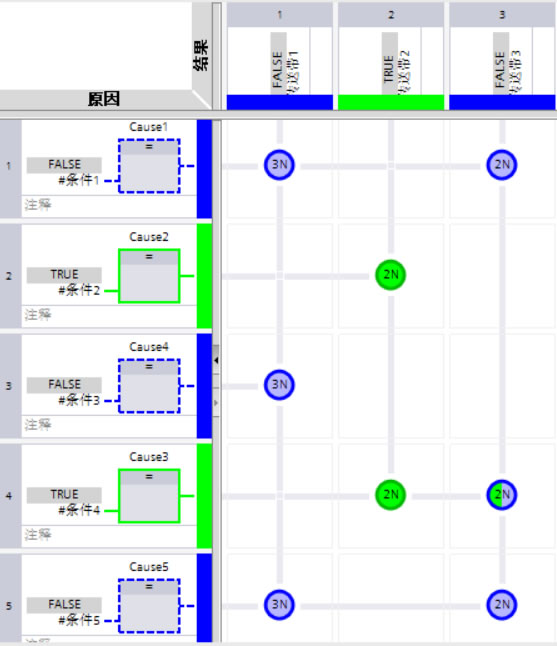 1
2
3
结果
原因
FALSE
传送带1
TRUE
传送带2
FALSE
传送带3
1
Cause1
=
FALSE
#条件1
注释
3N
2N
2
Cause2
=
TRUE
#条件2
注释
2N
3
Cause4
=
FALSE
#条件3
注释
3N
4
Cause3
=
TRUE
#条件4
注释
2N
2N
5
Cause5
=
FALSE
#条件5
注释
3N
2N